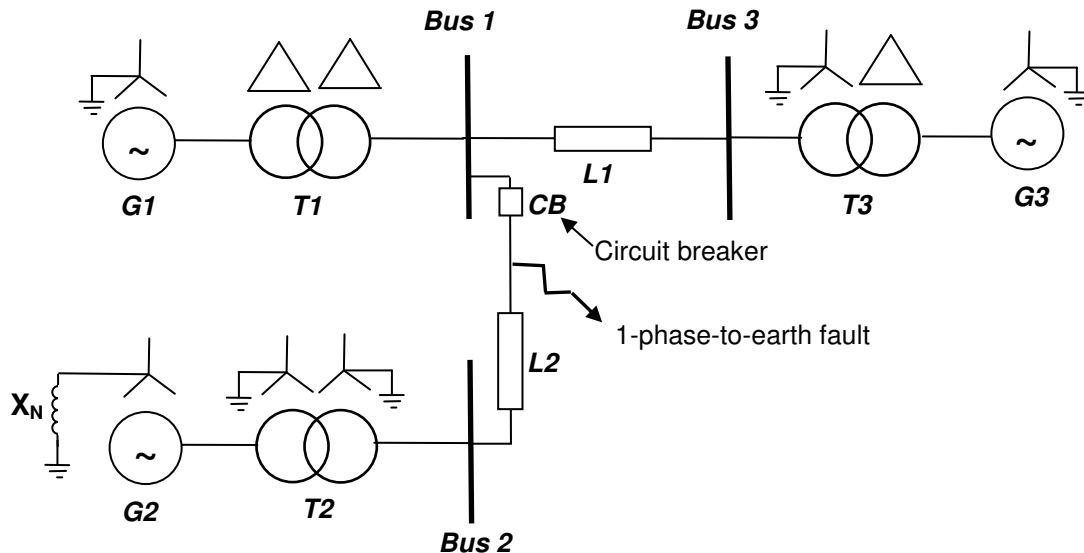 Bus 1
Bus 3
~
G1
T1
L1
T3
~
G3
CB
Circuit breaker
1-phase-to-earth fault
L2
XN
~
G2
T2
Bus 2